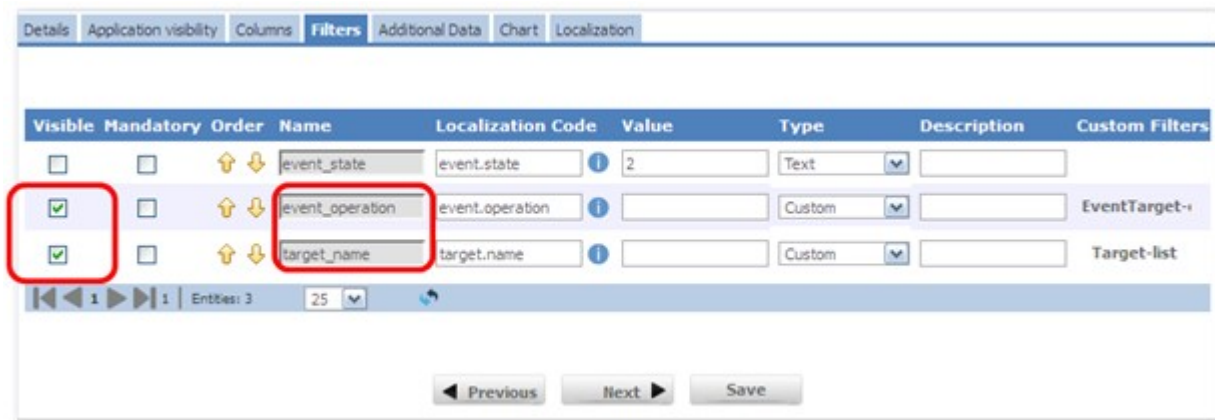 Details Application visibility Columns Filters Additional Data Chart Localization
Visible Mandatory Order Name Localization Code Value Type Description Custom Filters
event_state event.state 2 Text
event_operation event.operation Custom EventTarget-
target_name target.name Custom Target-list
1 1 Entities: 3 25
Previous Next Save